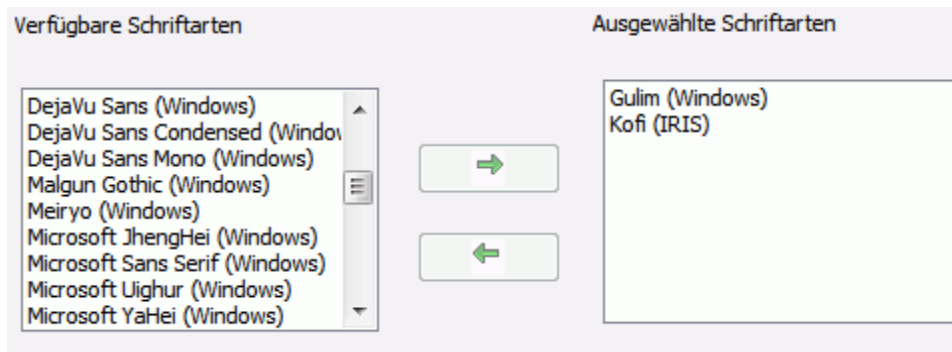 Verfügbare Schriftarten
DejaVu Sans (Windows)
DejaVu Sans Condensed
DejaVu Sans Mono (Windows)
Malgun Gothic (Windows)
Meiryo (Windows)
Microsoft JhengHei (Windows)
Microsoft Sans Serif (Windows)
Microsoft Uighur (Windows)
Microsoft YaHei (Windows)
Ausgewählte Schriftarten
Gulim (Windows)
Kofi (IRIS)